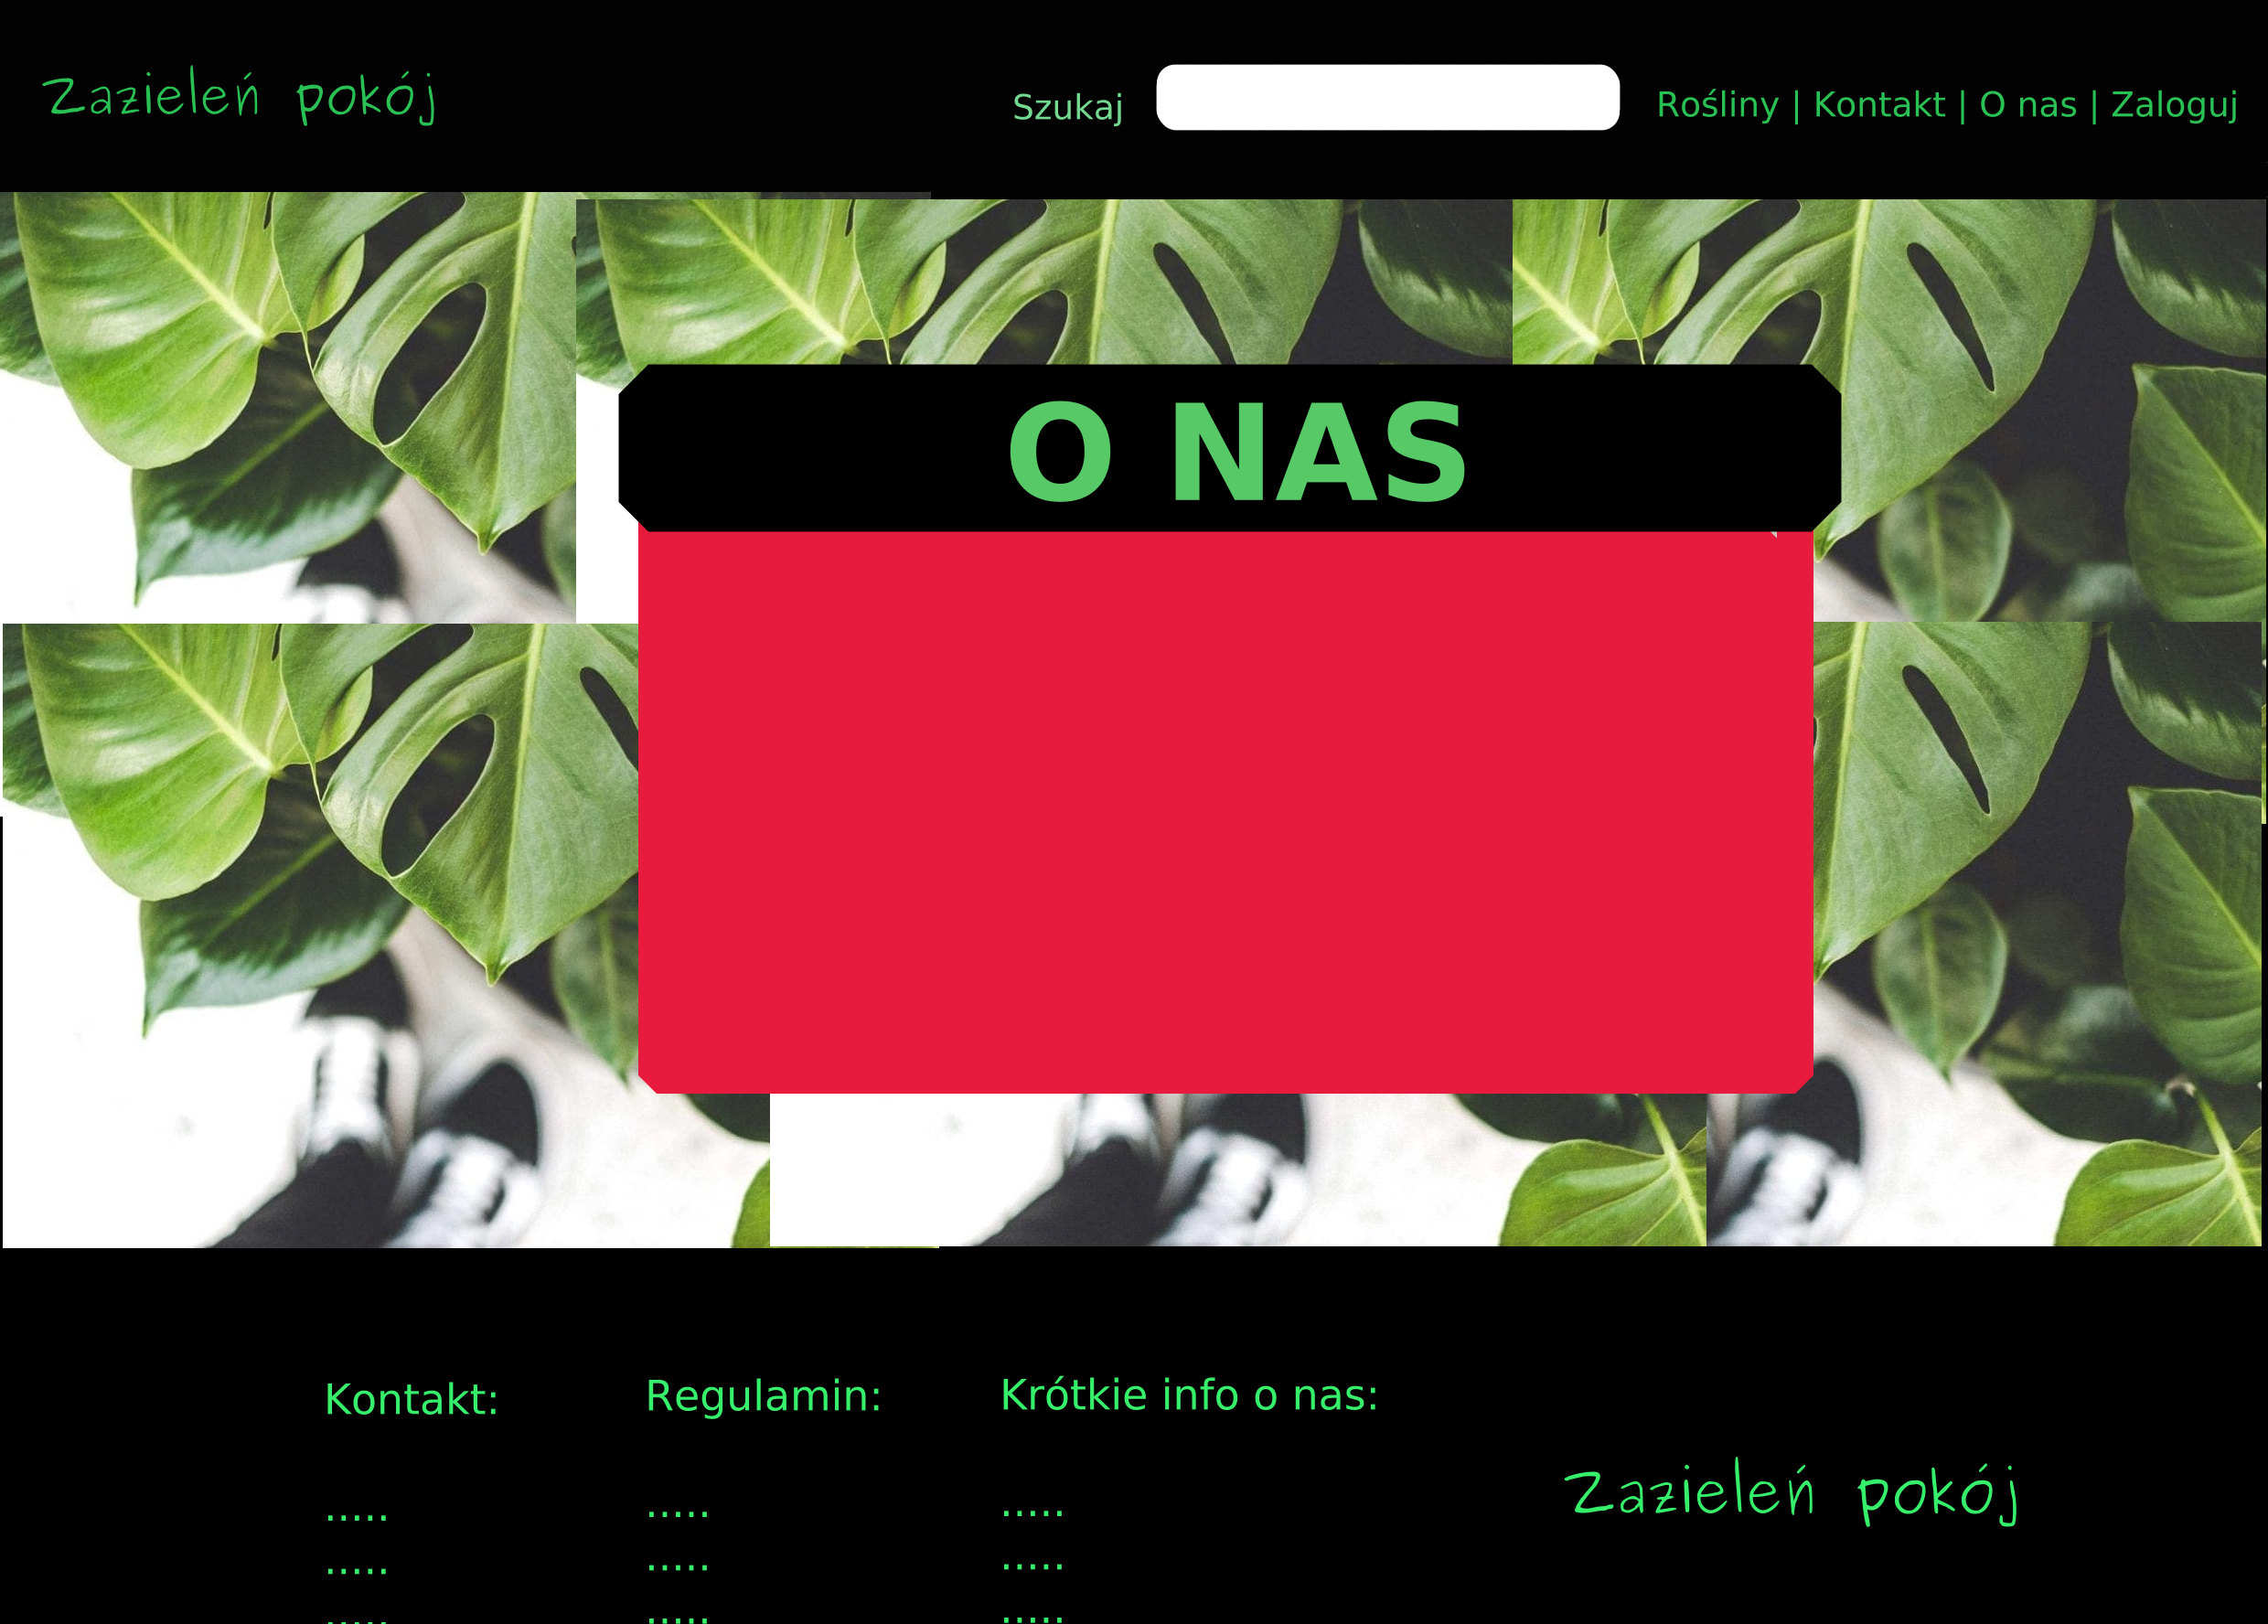 Zazieleń pokój
Szukaj
Rośliny | Kontakt | O nas | Zaloguj
O NAS
Kontakt:
.....
.....
.....
Regulamin:
.....
.....
.....
Krótkie info o nas:
.....
.....
.....
Zazieleń pokój